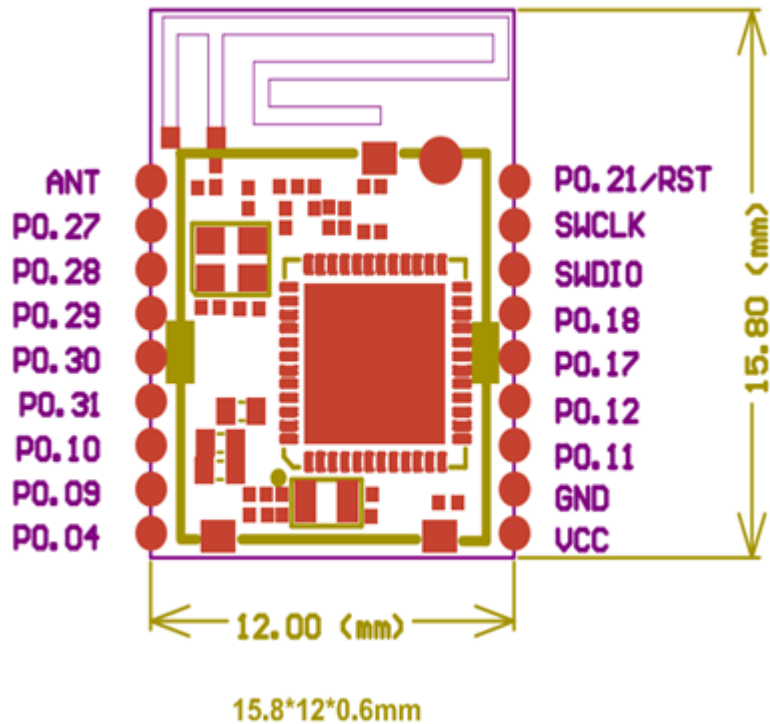 ANT
P0.27
P0.28
P0.29
P0.30
P0.31
P0.10
P0.09
P0.04
P0.21/RST
SWCLK
SWDIO
P0.18
P0.17
P0.12
P0.11
GND
VCC
15.80 (mm)
12.00 (mm)
15.8*12*0.6mm